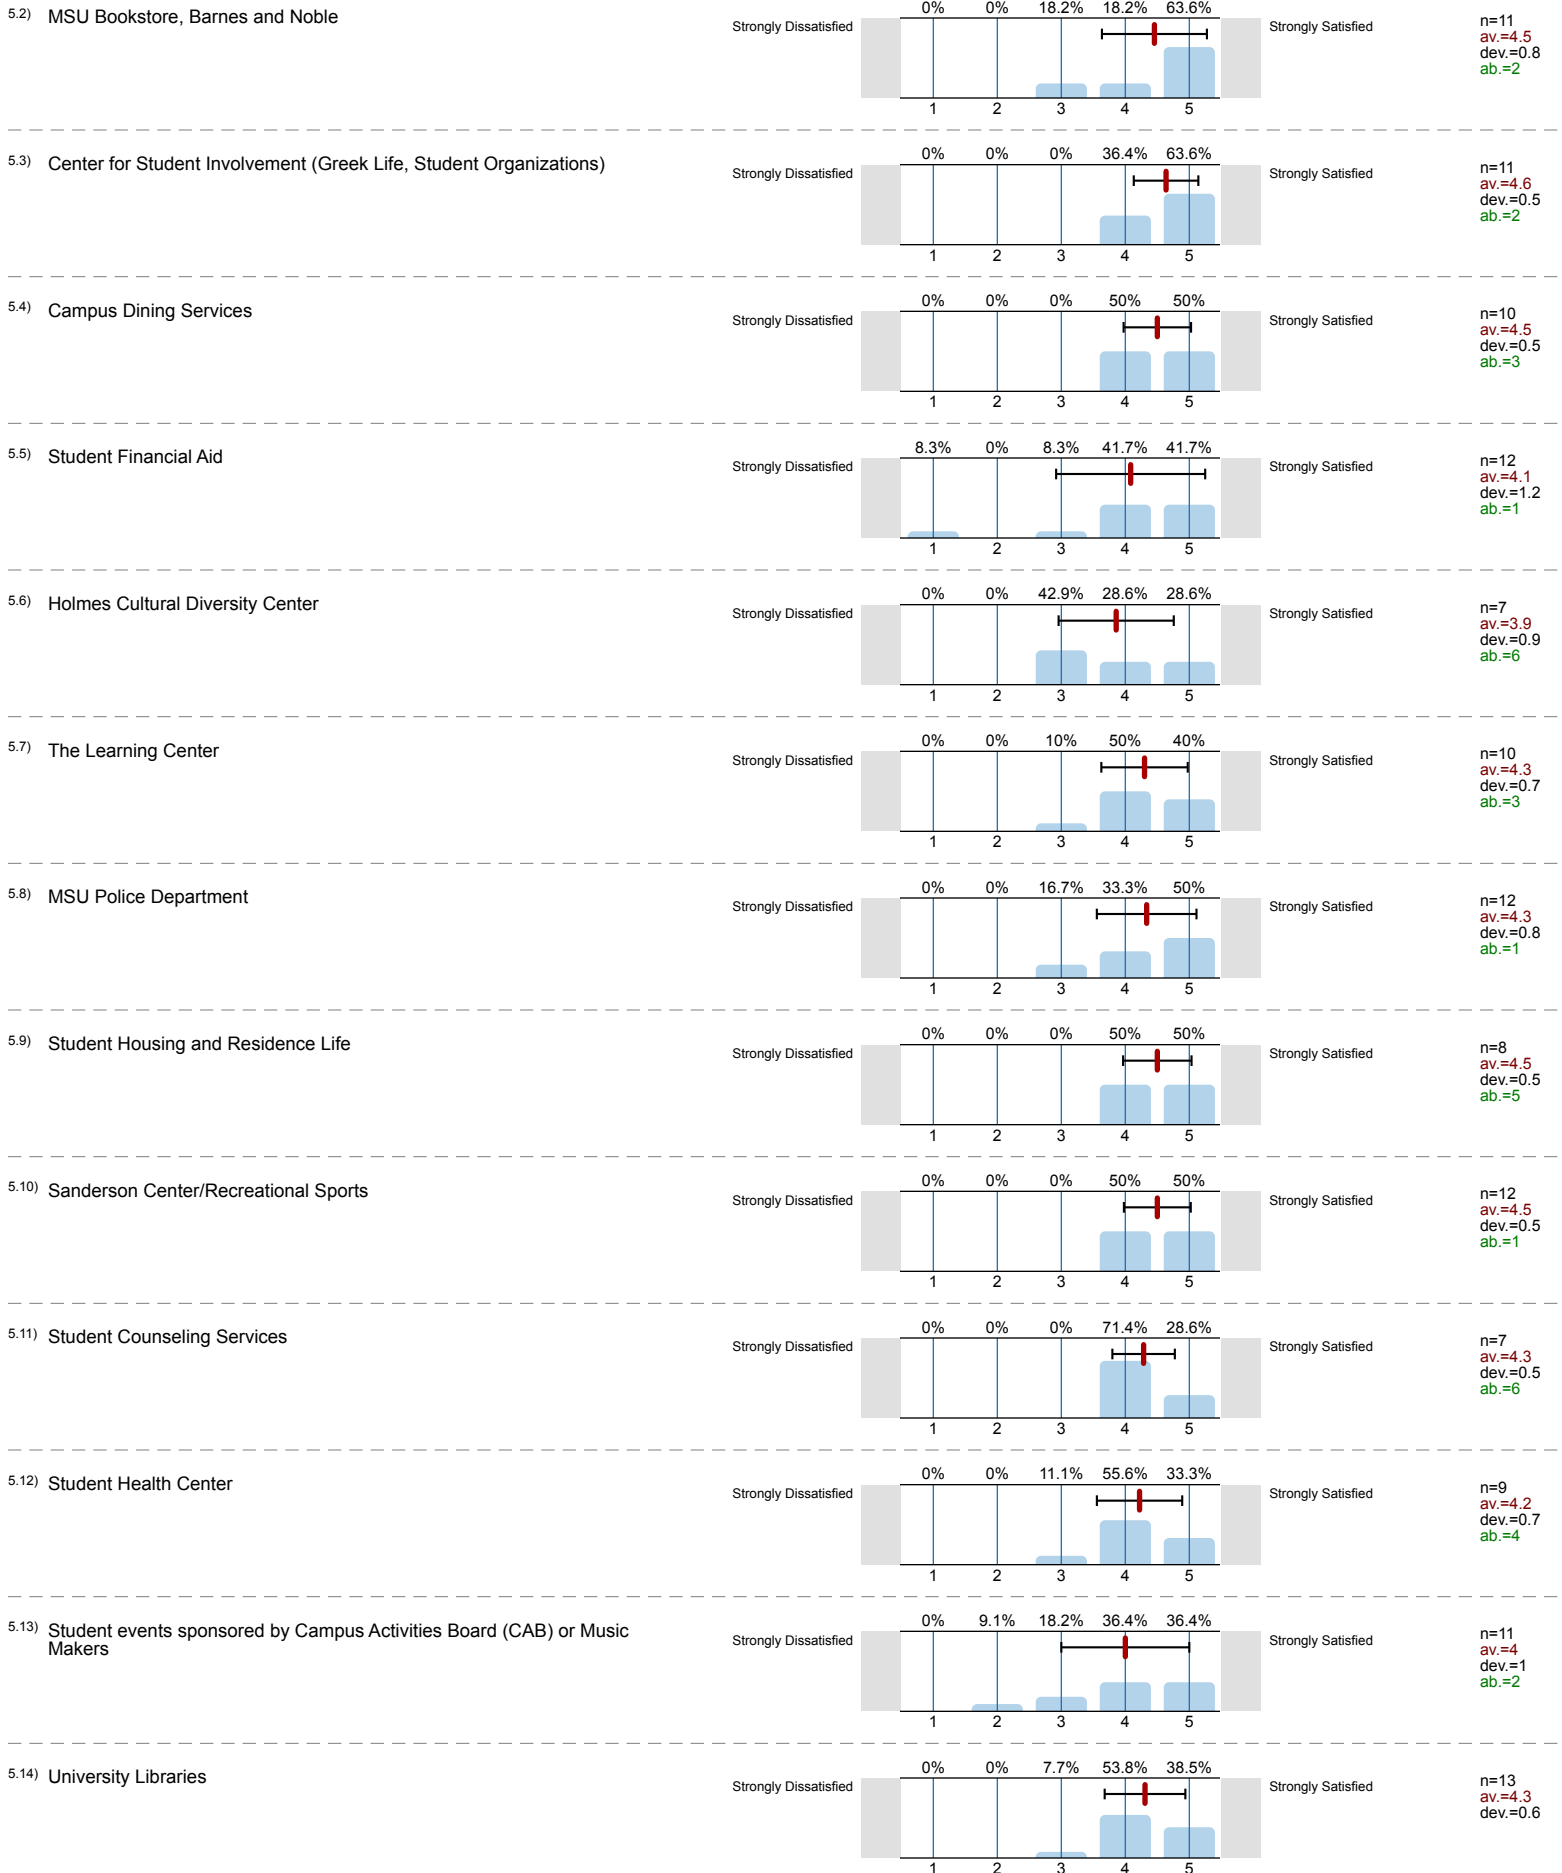 5.2) MSU Bookstore, Barnes and Noble
0% 0% 18.2% 18.2% 63.6%
Strongly Dissatisfied Strongly Satisfied
n=11
av.=4.5
dev.=0.8
ab.=2
1 2 3 4 5
5.3) Center for Student Involvement (Greek Life, Student Organizations)
0% 0% 0% 36.4% 63.6%
Strongly Dissatisfied Strongly Satisfied
n=11
av.=4.6
dev.=0.5
ab.=2
1 2 3 4 5
5.4) Campus Dining Services
0% 0% 0% 50% 50%
Strongly Dissatisfied Strongly Satisfied
n=10
av.=4.5
dev.=0.5
ab.=3
1 2 3 4 5
5.5) Student Financial Aid
8.3% 0% 8.3% 41.7% 41.7%
Strongly Dissatisfied Strongly Satisfied
n=12
av.=4.1
dev.=1.2
ab.=1
1 2 3 4 5
5.6) Holmes Cultural Diversity Center
0% 0% 42.9% 28.6% 28.6%
Strongly Dissatisfied Strongly Satisfied
n=7
av.=3.9
dev.=0.9
ab.=6
1 2 3 4 5
5.7) The Learning Center
0% 0% 10% 50% 40%
Strongly Dissatisfied Strongly Satisfied
n=10
av.=4.3
dev.=0.7
ab.=3
1 2 3 4 5
5.8) MSU Police Department
0% 0% 16.7% 33.3% 50%
Strongly Dissatisfied Strongly Satisfied
n=12
av.=4.3
dev.=0.8
ab.=1
1 2 3 4 5
5.9) Student Housing and Residence Life
0% 0% 0% 50% 50%
Strongly Dissatisfied Strongly Satisfied
n=8
av.=4.5
dev.=0.5
ab.=5
1 2 3 4 5
5.10) Sanderson Center/Recreational Sports
0% 0% 0% 50% 50%
Strongly Dissatisfied Strongly Satisfied
n=12
av.=4.5
dev.=0.5
ab.=1
1 2 3 4 5
5.11) Student Counseling Services
0% 0% 0% 71.4% 28.6%
Strongly Dissatisfied Strongly Satisfied
n=7
av.=4.3
dev.=0.5
ab.=6
1 2 3 4 5
5.12) Student Health Center
0% 0% 11.1% 55.6% 33.3%
Strongly Dissatisfied Strongly Satisfied
n=9
av.=4.2
dev.=0.7
ab.=4
1 2 3 4 5
5.13) Student events sponsored by Campus Activities Board (CAB) or Music
Makers
0% 9.1% 18.2% 36.4% 36.4%
Strongly Dissatisfied Strongly Satisfied
n=11
av.=4
dev.=1
ab.=2
1 2 3 4 5
5.14) University Libraries
0% 0% 7.7% 53.8% 38.5%
Strongly Dissatisfied Strongly Satisfied
n=13
av.=4.3
dev.=0.6
1 2 3 4 5